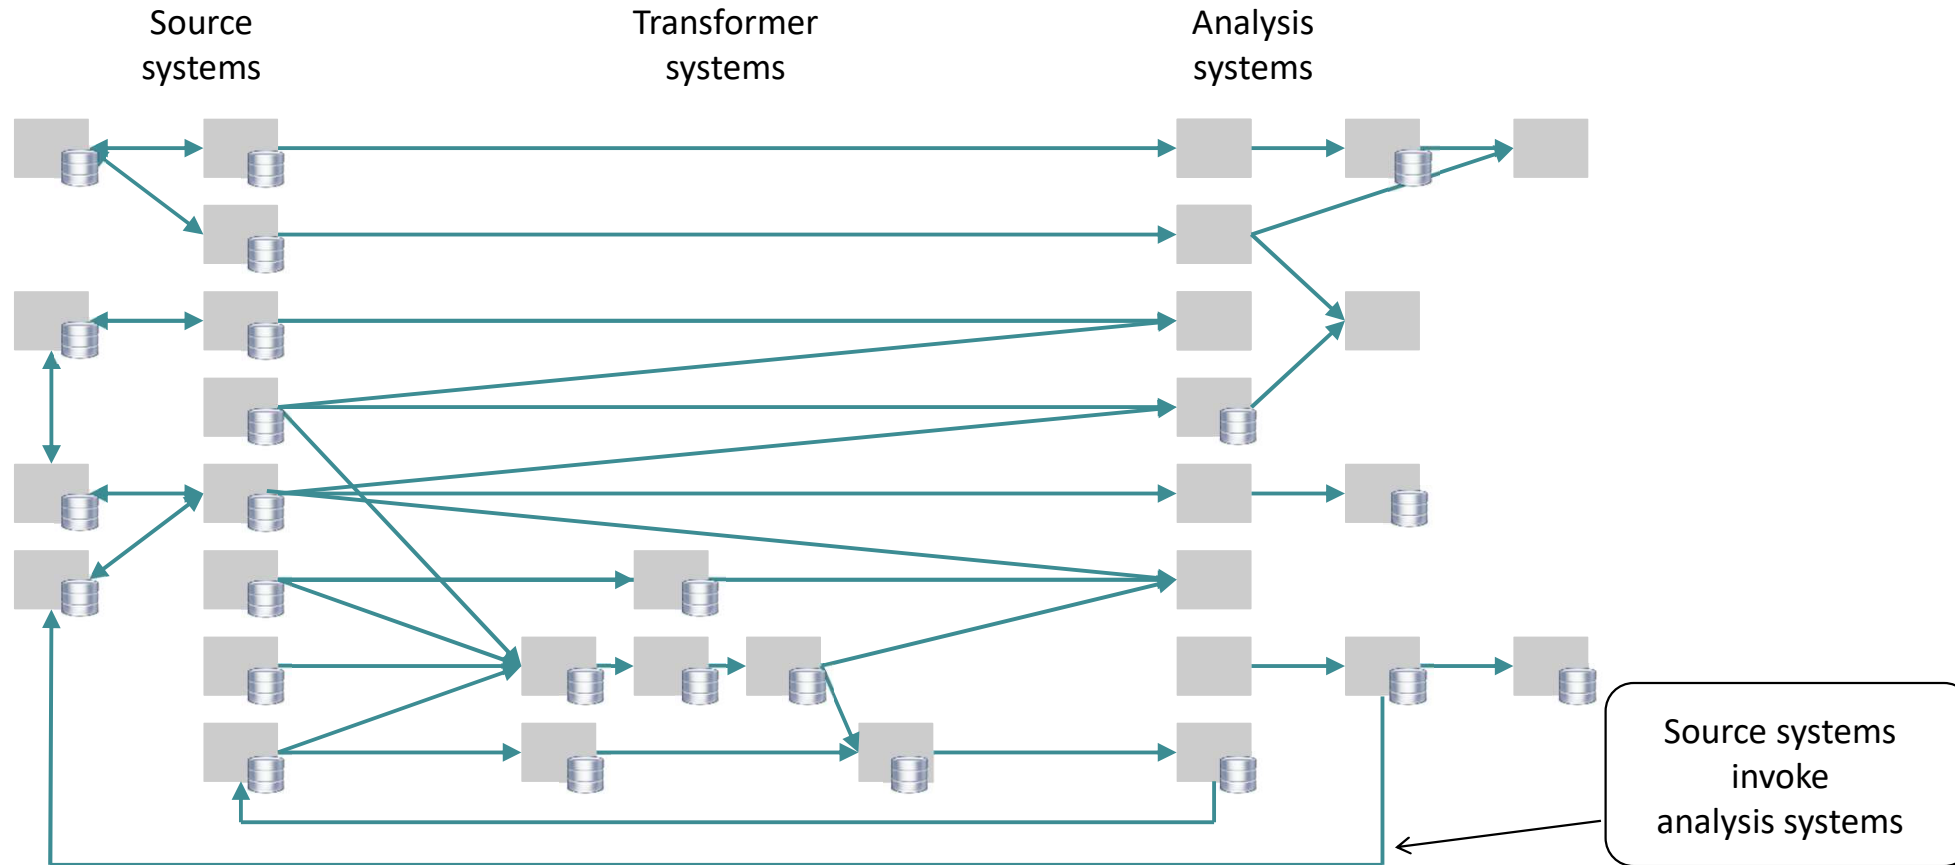 Source
systems
Transformer
systems
Analysis
systems
Source systems
invoke
analysis systems